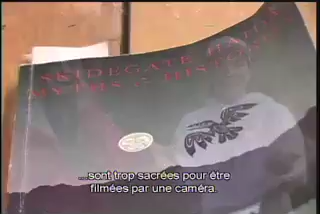 SKIDEGATE HAIDA
MYTHS & HISTORIES
...sont trop sacrées pour être
filmées par une caméra.